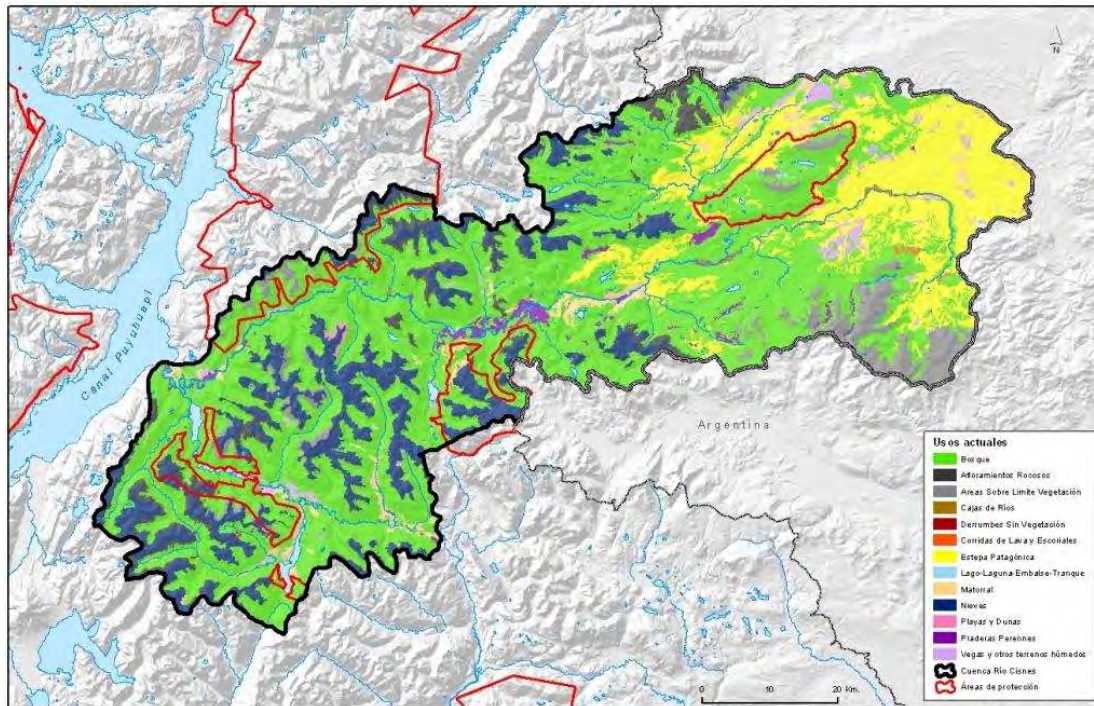 N
Canal Puyuhuapi
Argentina
Usos actuales
Bosque
Afloramientos Rocosos
Areas Sobre Limite Vegetación
Cajas de Ríos
Derrumbes Sin Vegetación
Corridas de Lava y Escoriales
Estepa Patagónica
Lago-Laguna-Embalse-Tranque
Matorral
Nieves
Playas y Dunas
Praderas Perennes
Vegas y otros terrenos húmedos
Cuenca Río Cisnes
Áreas de protección
0 10 20 Km.